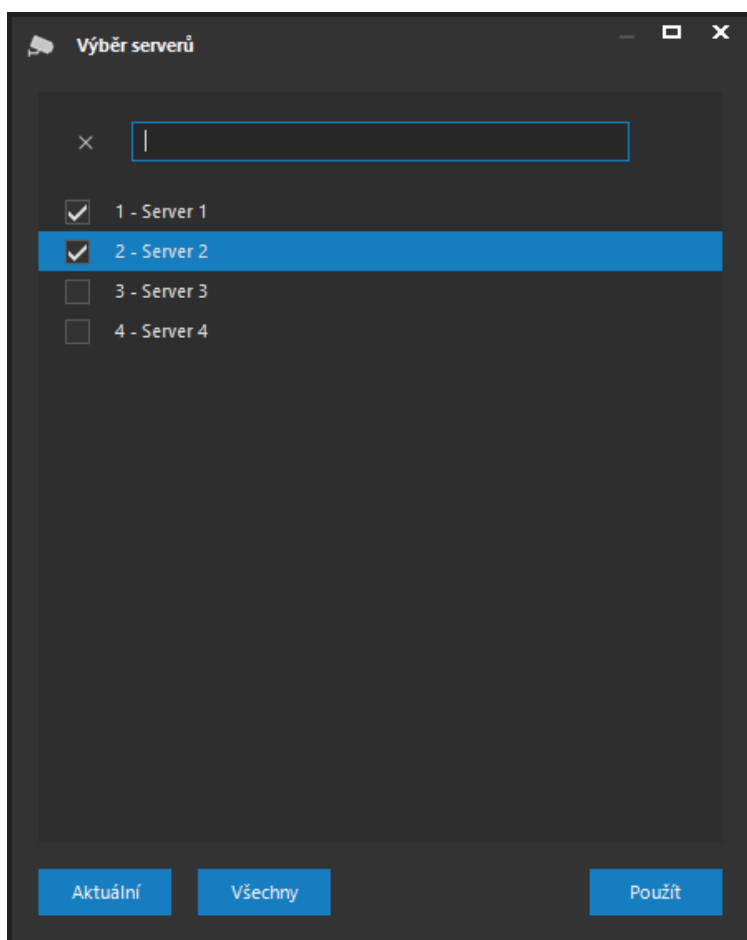 Výběr serverů
1 - Server 1
2 - Server 2
3 - Server 3
4 - Server 4
Aktuální Všechny Použít